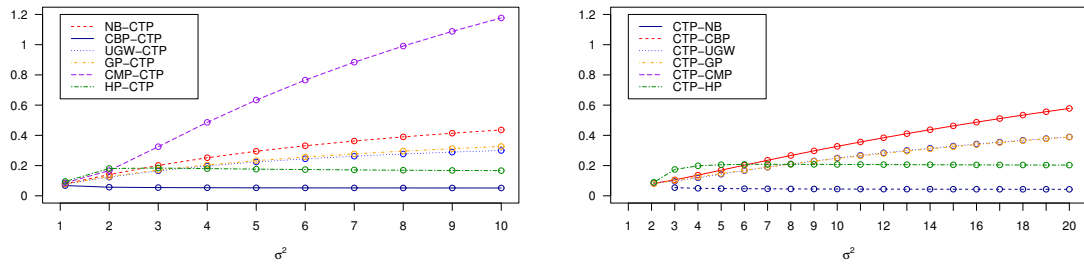 1.2
1
0.8
0.6
0.4
0.2
0
NB−CTP
CBP−CTP
UGW−CTP
GP−CTP
CMP−CTP
HP−CTP
1 2 3 4 5 6 7 8 9 10
σ²
1.2
1
0.8
0.6
0.4
0.2
0
CTP−NB
CTP−CBP
CTP−UGW
CTP−GP
CTP−CMP
CTP−HP
1 2 3 4 5 6 7 8 9 10 12 14 16 18 20
σ²